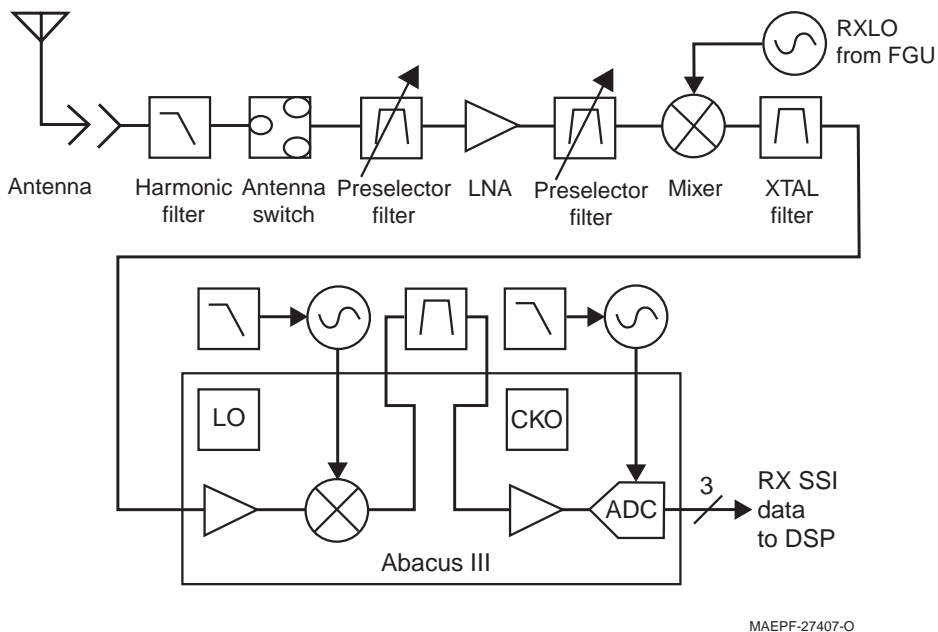 RXLO
from FGU
Antenna
Harmonic
filter
Antenna
switch
Preselector
filter
LNA
Preselector
filter
Mixer
XTAL
filter
LO
CKO
ADC
3
RX SSI
data
to DSP
Abacus III
MAEPF-27407-O